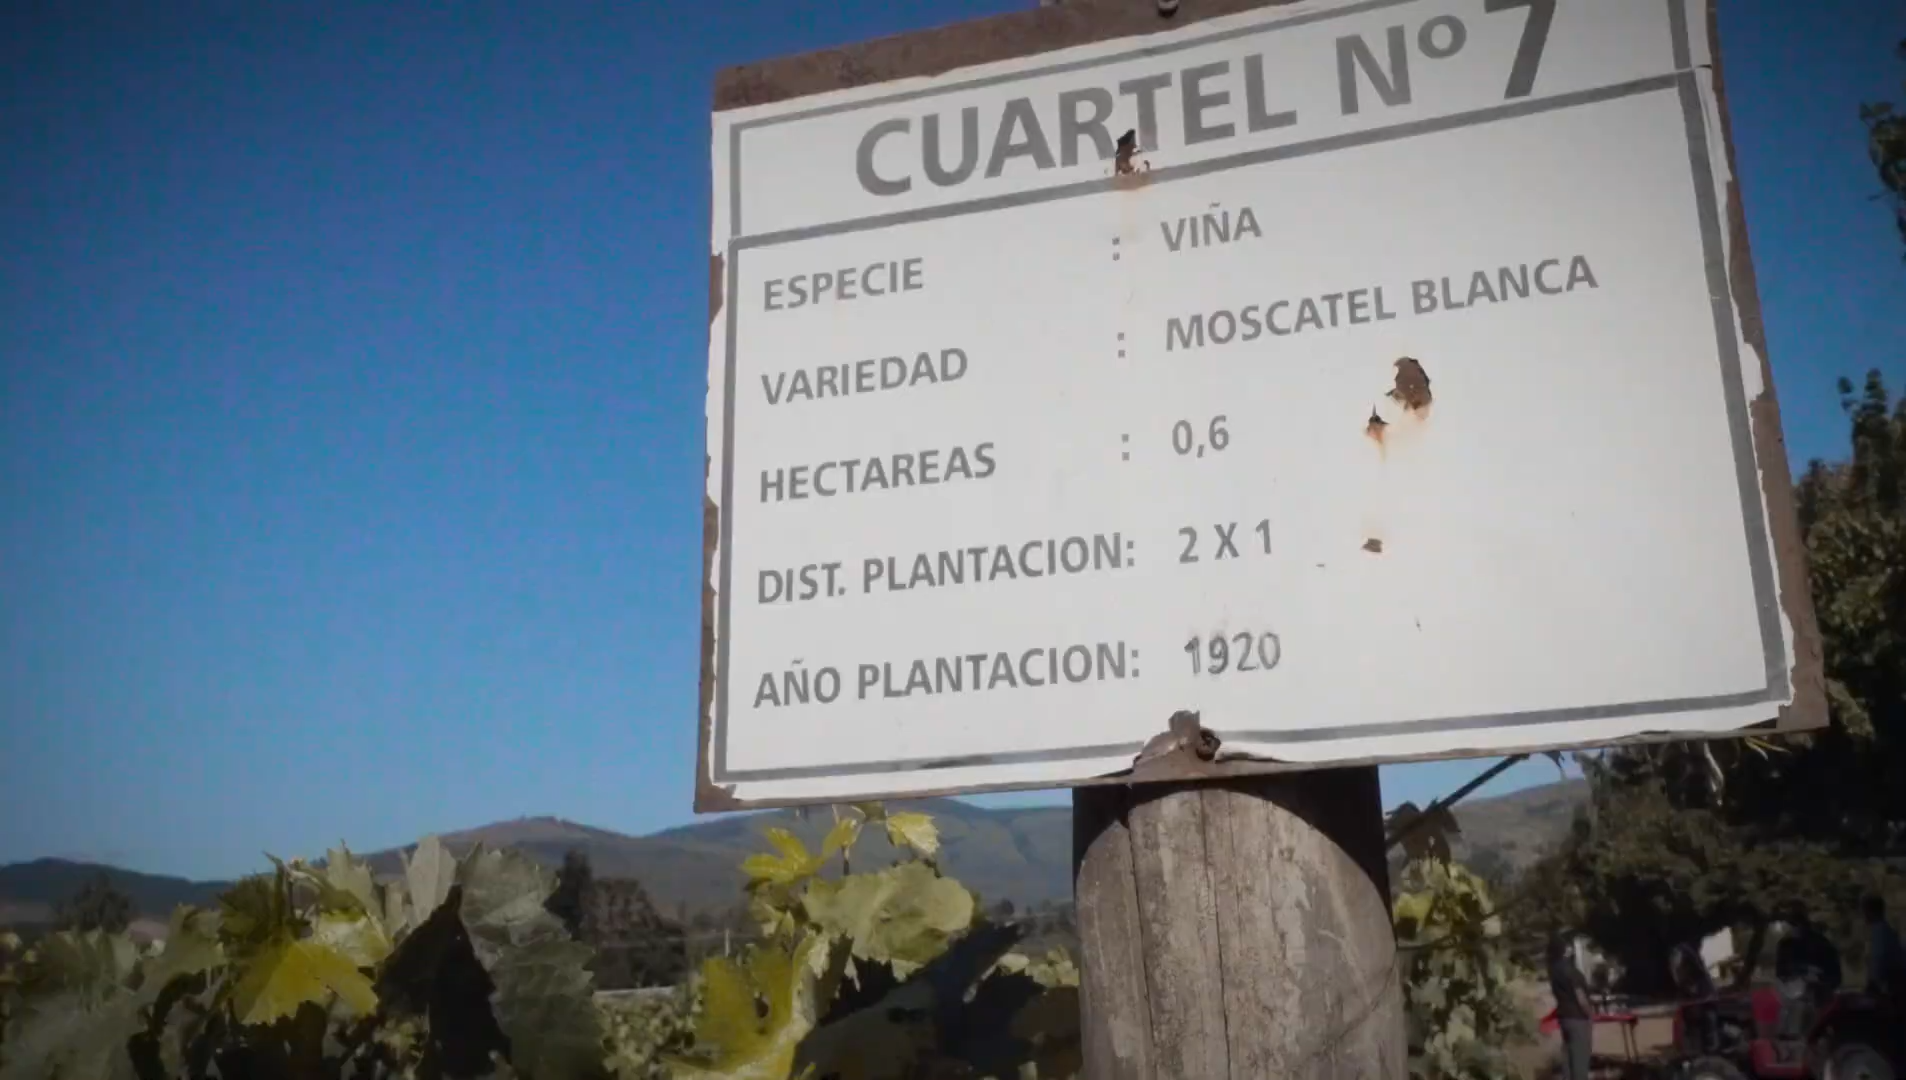 CUARTEL Nº 7
ESPECIE : VIÑA
VARIEDAD : MOSCATEL BLANCA
HECTAREAS : 0,6
DIST. PLANTACION: 2 X 1
AÑO PLANTACION: 1920